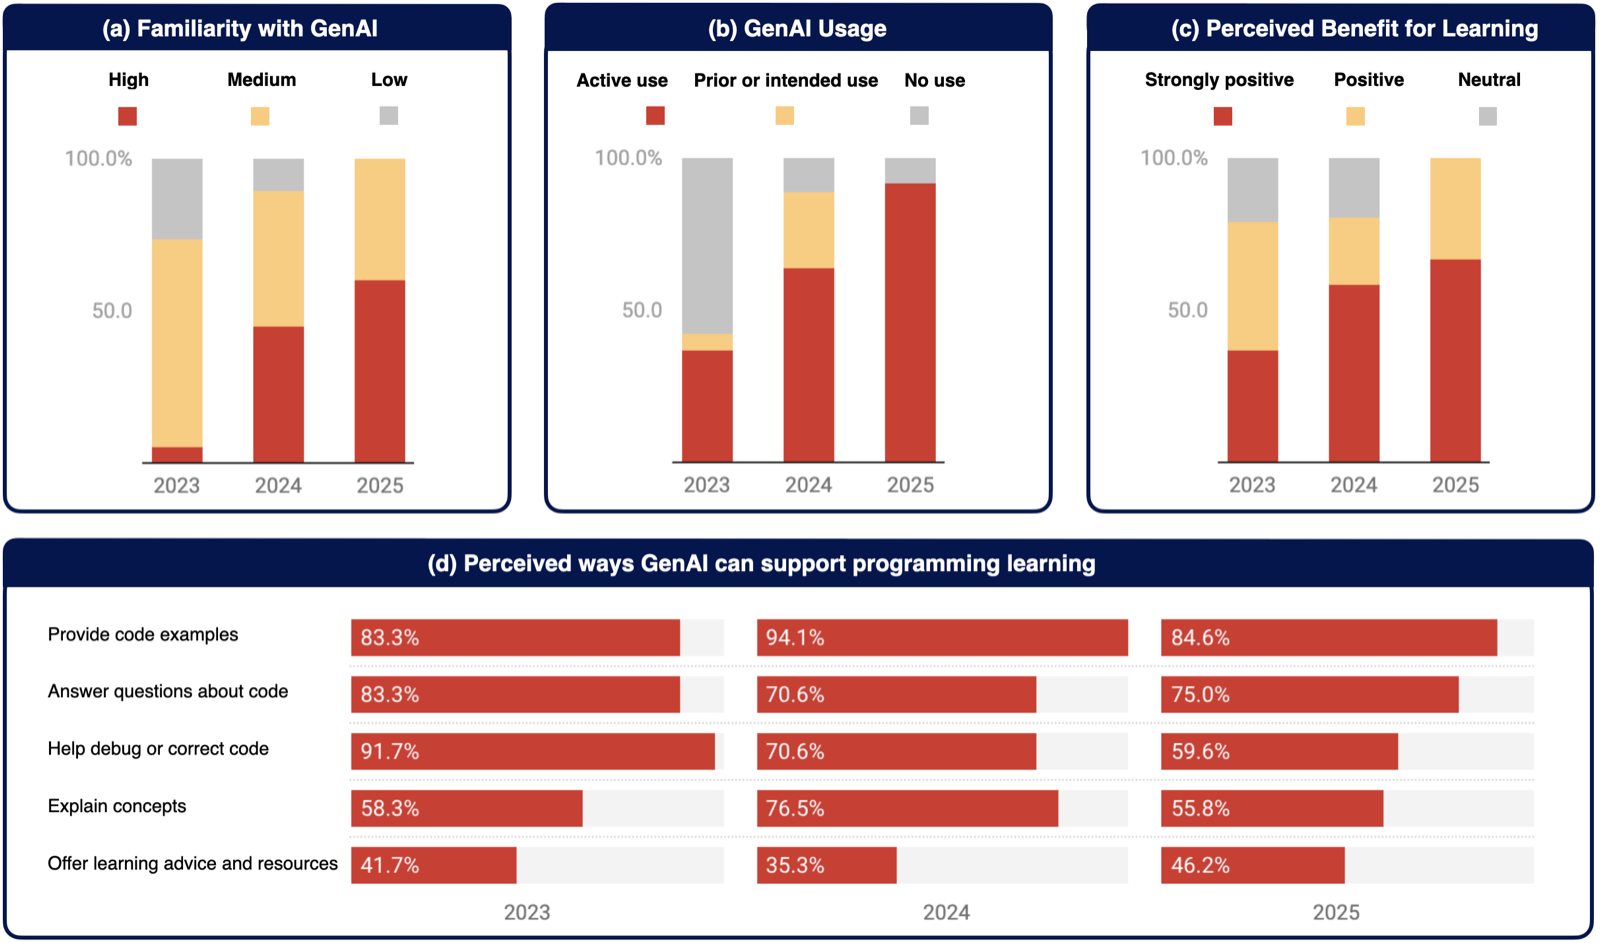 (a) Familiarity with GenAI
High Medium Low
100.0%
50.0
2023 2024 2025
(b) GenAI Usage
Active use Prior or intended use No use
100.0%
50.0
2023 2024 2025
(c) Perceived Benefit for Learning
Strongly positive Positive Neutral
100.0%
50.0
2023 2024 2025
(d) Perceived ways GenAI can support programming learning
Provide code examples 83.3% 94.1% 84.6%
Answer questions about code 83.3% 70.6% 75.0%
Help debug or correct code 91.7% 70.6% 59.6%
Explain concepts 58.3% 76.5% 55.8%
Offer learning advice and resources 41.7% 35.3% 46.2%
2023 2024 2025